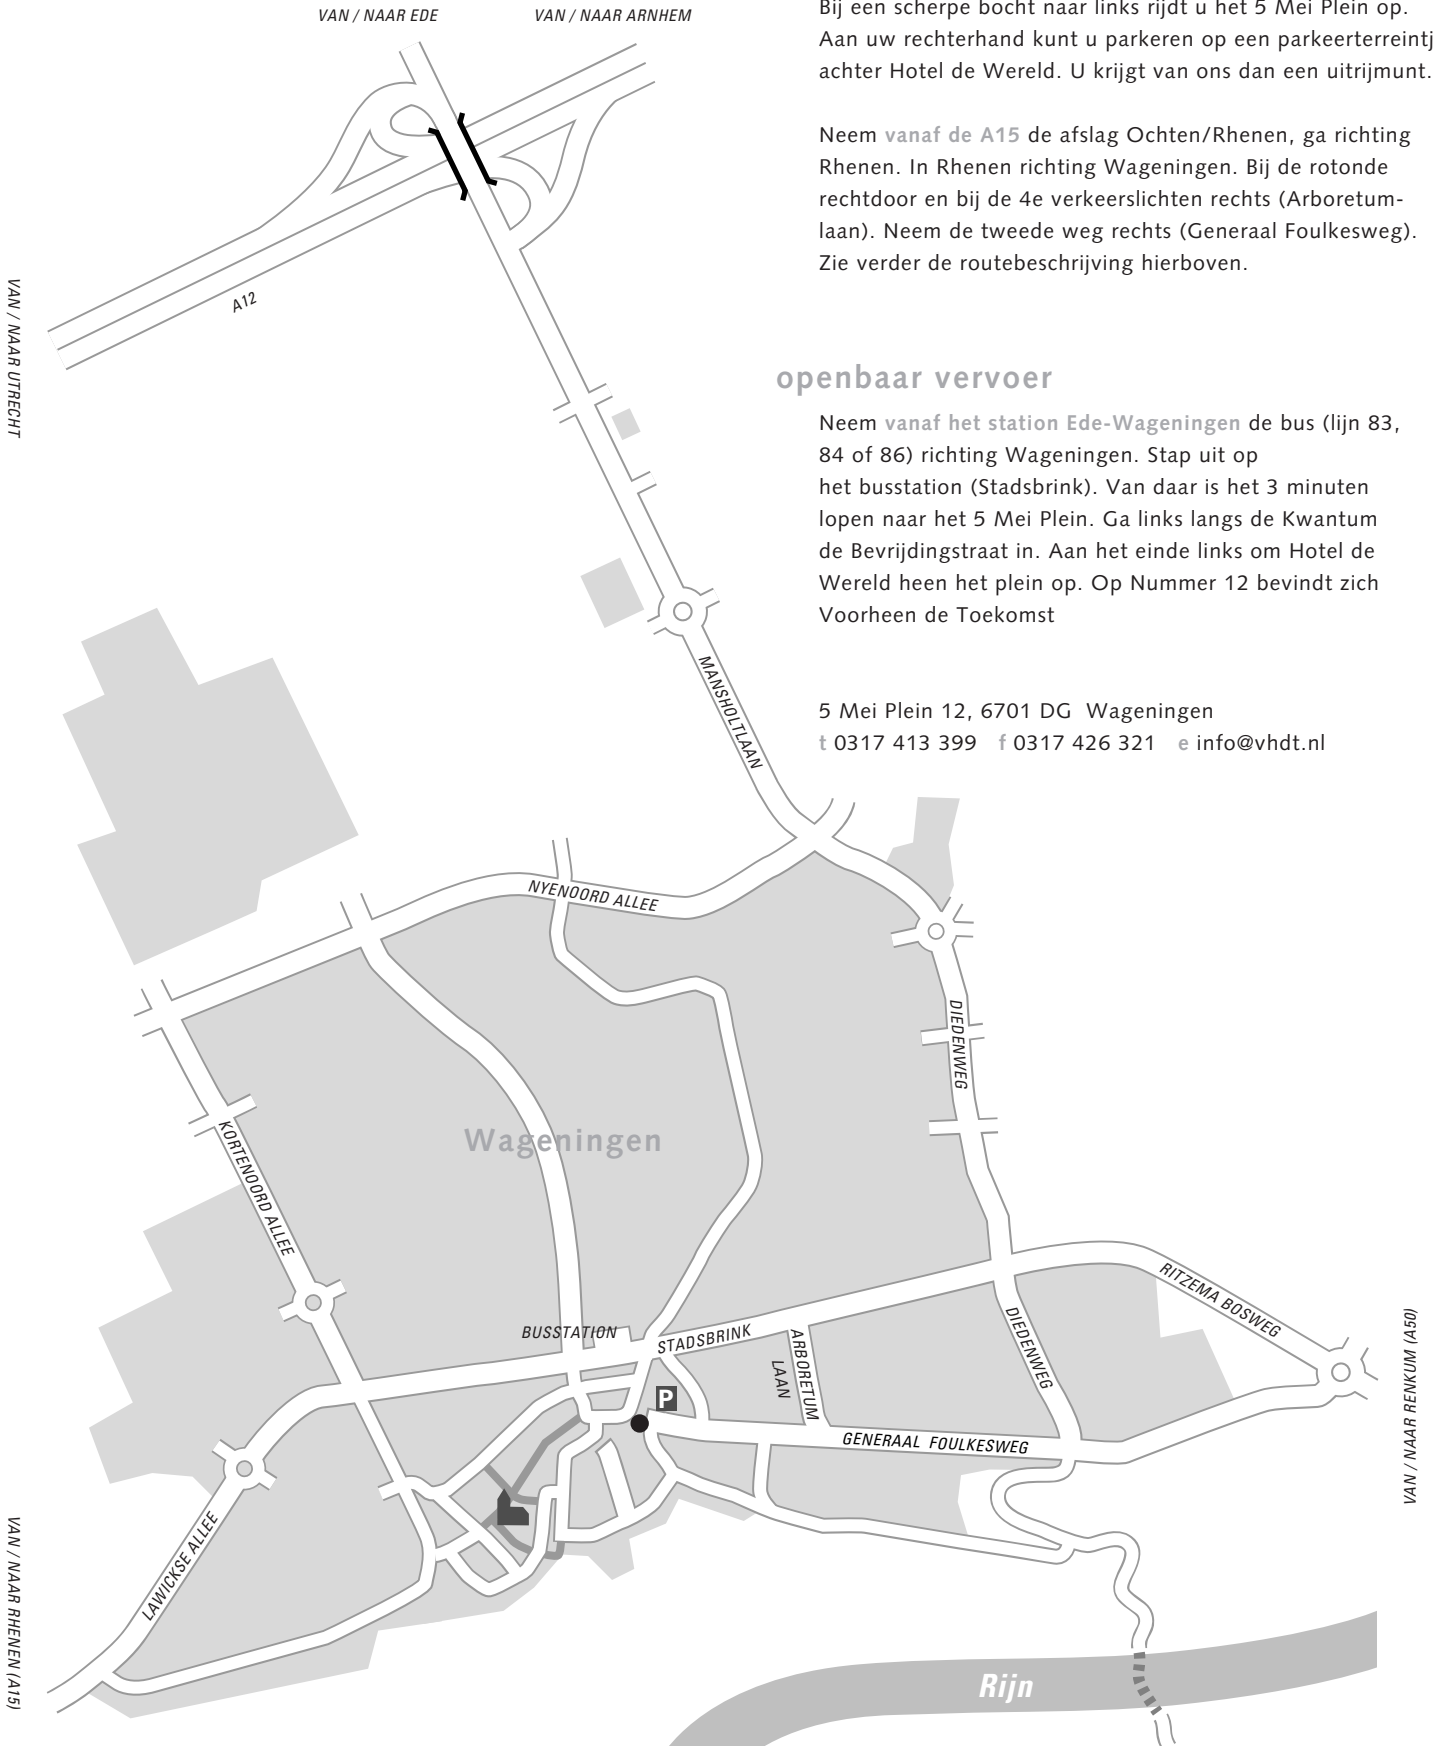 VAN / NAAR EDE
VAN / NAAR ARNHEM
Bij een scherpe bocht naar links rijdt u het 5 Mei Plein op.
Aan uw rechterhand kunt u parkeren op een parkeerterreintj
achter Hotel de Wereld. U krijgt van ons dan een uitrijmunt.
Neem vanaf de A15 de afslag Ochten/Rhenen, ga richting
Rhenen. In Rhenen richting Wageningen. Bij de rotonde
rechtdoor en bij de 4e verkeerslichten rechts (Arboretum-
laan). Neem de tweede weg rechts (Generaal Foulkesweg).
Zie verder de routebeschrijving hierboven.
A12
VAN / NAAR UTRECHT
openbaar vervoer
Neem vanaf het station Ede-Wageningen de bus (lijn 83,
84 of 86) richting Wageningen. Stap uit op
het busstation (Stadsbrink). Van daar is het 3 minuten
lopen naar het 5 Mei Plein. Ga links langs de Kwantum
de Bevrijdingstraat in. Aan het einde links om Hotel de
Wereld heen het plein op. Op Nummer 12 bevindt zich
Voorheen de Toekomst
5 Mei Plein 12, 6701 DG Wageningen
t 0317 413 399 f 0317 426 321 e info@vhdt.nl
MANSHOLTLAAN
NYENOORD ALLEE
DIEDENWEG
Wageningen
KORTENOORD ALLEE
RITZEMA BOSWEG
BUSSTATION
STADSBRINK
ARBORETUM
LAAN
DIEDENWEG
P
GENERAAL FOULKESWEG
VAN / NAAR RENKUM (A50)
LAWICKSE ALLEE
VAN / NAAR RHENEN (A15)
Rijn